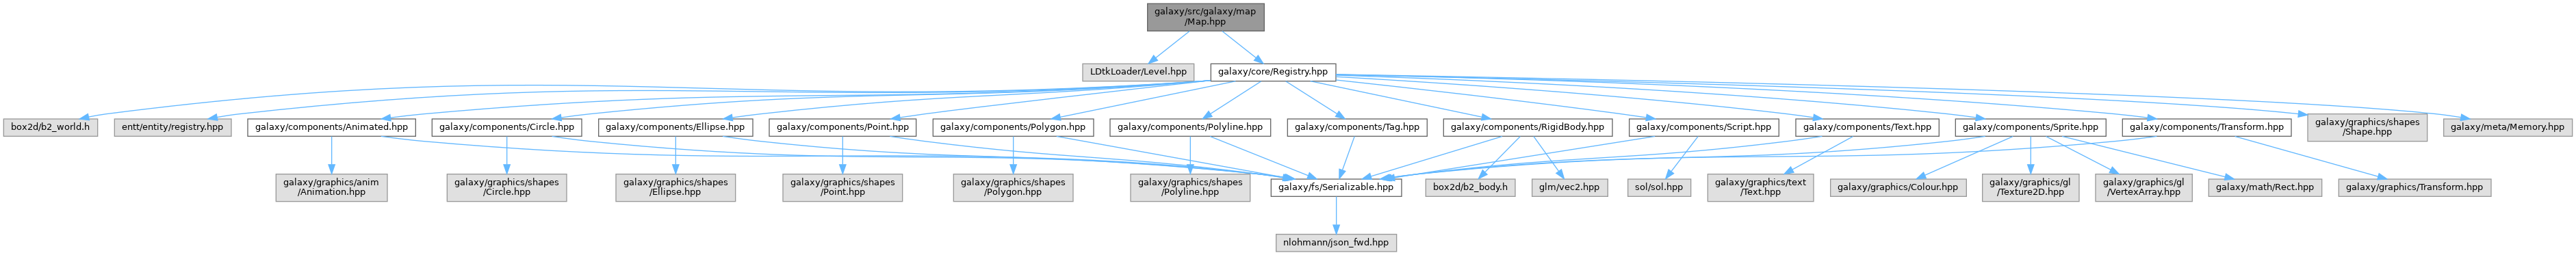 galaxy/src/galaxy/map
/Map.hpp
LDtkLoader/Level.hpp
galaxy/core/Registry.hpp
box2d/b2_world.h
entt/entity/registry.hpp
galaxy/components/Animated.hpp
galaxy/components/Circle.hpp
galaxy/components/Ellipse.hpp
galaxy/components/Point.hpp
galaxy/components/Polygon.hpp
galaxy/components/Polyline.hpp
galaxy/components/Tag.hpp
galaxy/components/RigidBody.hpp
galaxy/components/Script.hpp
galaxy/components/Text.hpp
galaxy/components/Sprite.hpp
galaxy/components/Transform.hpp
galaxy/graphics/shapes
/Shape.hpp
galaxy/meta/Memory.hpp
galaxy/graphics/anim
/Animation.hpp
galaxy/graphics/shapes
/Circle.hpp
galaxy/graphics/shapes
/Ellipse.hpp
galaxy/graphics/shapes
/Point.hpp
galaxy/graphics/shapes
/Polygon.hpp
galaxy/graphics/shapes
/Polyline.hpp
galaxy/fs/Serializable.hpp
box2d/b2_body.h
glm/vec2.hpp
sol/sol.hpp
galaxy/graphics/text
/Text.hpp
galaxy/graphics/Colour.hpp
galaxy/graphics/gl
/Texture2D.hpp
galaxy/graphics/gl
/VertexArray.hpp
galaxy/math/Rect.hpp
galaxy/graphics/Transform.hpp
nlohmann/json_fwd.hpp